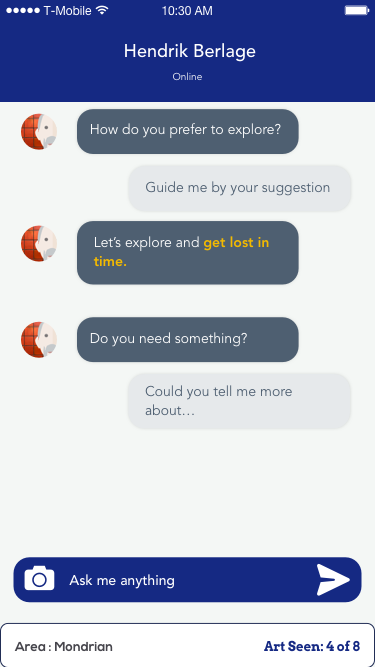 T-Mobile 10:30 AM
Hendrik Berlage
Online
How do you prefer to explore?
Guide me by your suggestion
Let's explore and get lost in
time.
Do you need something?
Could you tell me more
about...
Ask me anything
Area : Mondrian Art Seen: 4 of 8